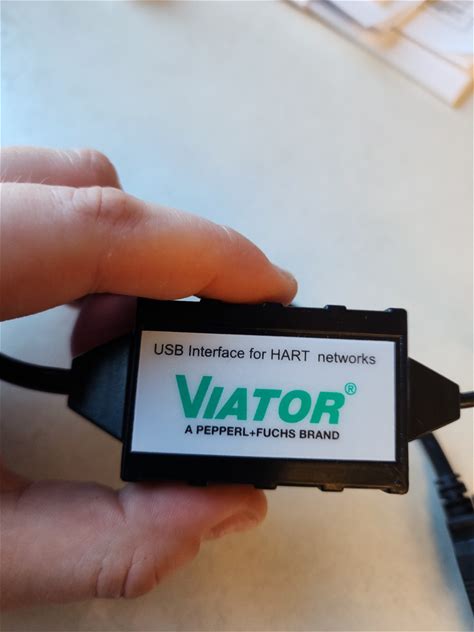 USB Interface for HART networks
VIATOR®
A PEPPERL+FUCHS BRAND